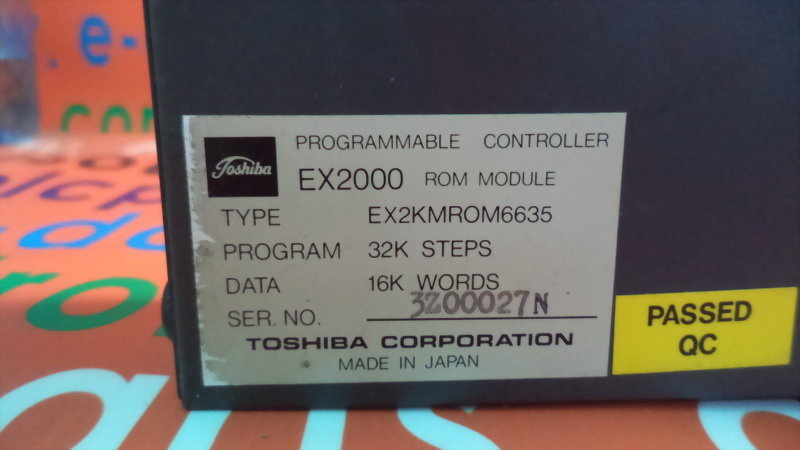 Toshiba
PROGRAMMABLE CONTROLLER
EX2000 ROM MODULE
TYPE EX2KMROM6635
PROGRAM 32K STEPS
DATA 16K WORDS
SER. NO. 3Z00027N
TOSHIBA CORPORATION
MADE IN JAPAN
PASSED
QC